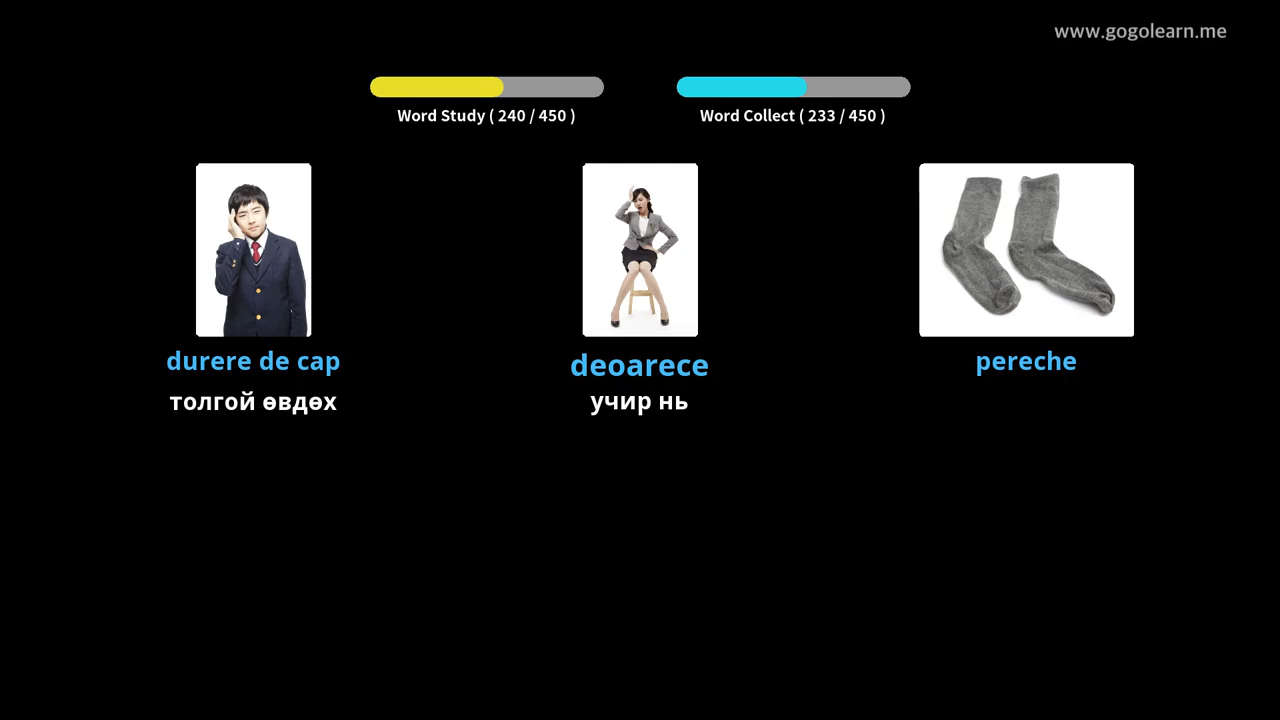 www.gogolearn.me
Word Study ( 240 / 450 )
Word Collect ( 233 / 450 )
durere de cap
deoarece
pereche
толгой өвдөх
учир нь